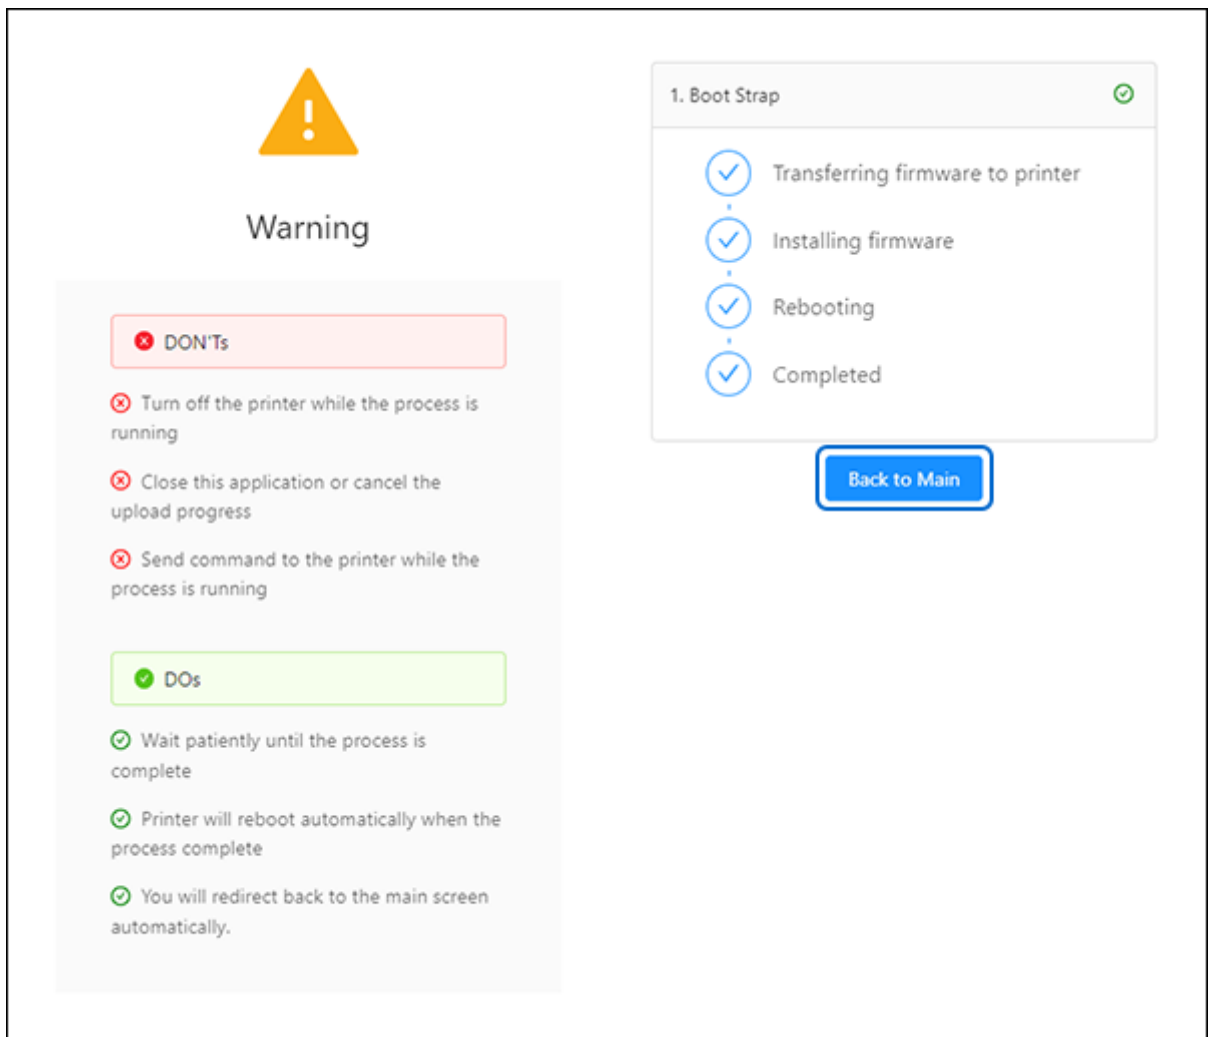 Warning
DON'Ts
Turn off the printer while the process is
running
Close this application or cancel the
upload progress
Send command to the printer while the
process is running
DOs
Wait patiently until the process is
complete
Printer will reboot automatically when the
process complete
You will redirect back to the main screen
automatically.
1. Boot Strap
Transferring firmware to printer
Installing firmware
Rebooting
Completed
Back to Main